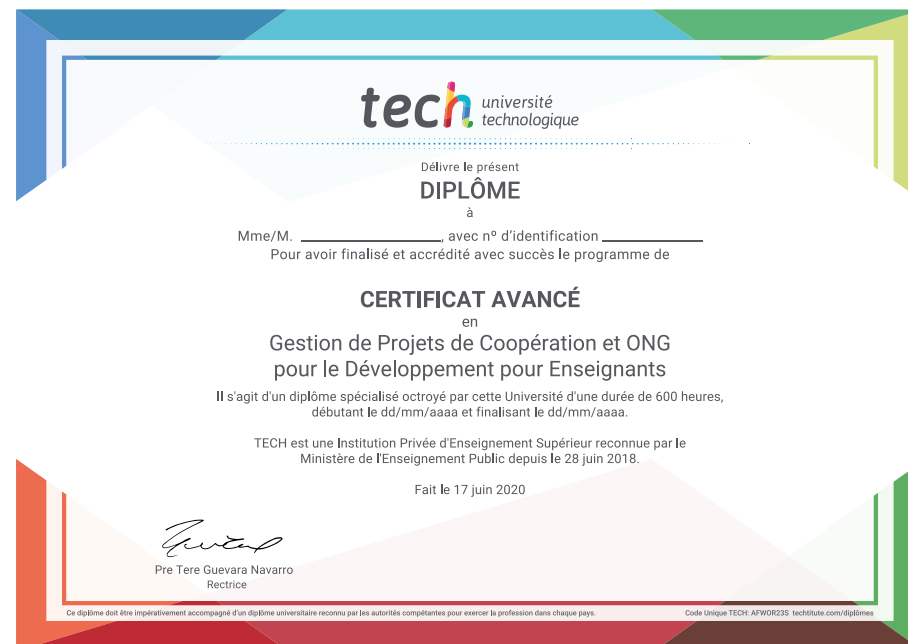 tech université
technologique
Délivre le présent
DIPLÔME
à
Mme/M. ____________________, avec nº d'identification ______________
Pour avoir finalisé et accrédité avec succès le programme de
CERTIFICAT AVANCÉ
en
Gestion de Projets de Coopération et ONG
pour le Développement pour Enseignants
Il s'agit d'un diplôme spécialisé octroyé par cette Université d'une durée de 600 heures,
débutant le dd/mm/aaaa et finalisant le dd/mm/aaaa.
TECH est une Institution Privée d'Enseignement Supérieur reconnue par le
Ministère de l'Enseignement Public depuis le 28 juin 2018.
Fait le 17 juin 2020
Pre Tere Guevara Navarro
Rectrice
Ce diplôme doit être impérativement accompagné d'un diplôme universitaire reconnu par les autorités compétentes pour exercer la profession dans chaque pays. Code Unique TECH: AFWOR23S techtitute.com/diplômes